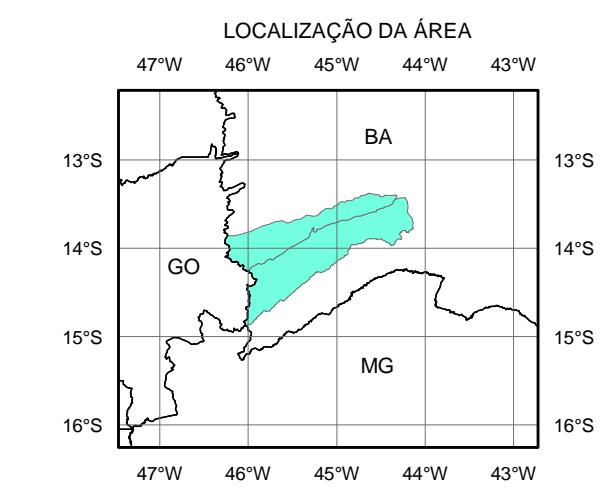 LOCALIZAÇÃO DA ÁREA
47°W 46°W 45°W 44°W 43°W
BA
13°S 13°S
14°S 14°S
GO
15°S 15°S
MG
16°S 16°S
47°W 46°W 45°W 44°W 43°W